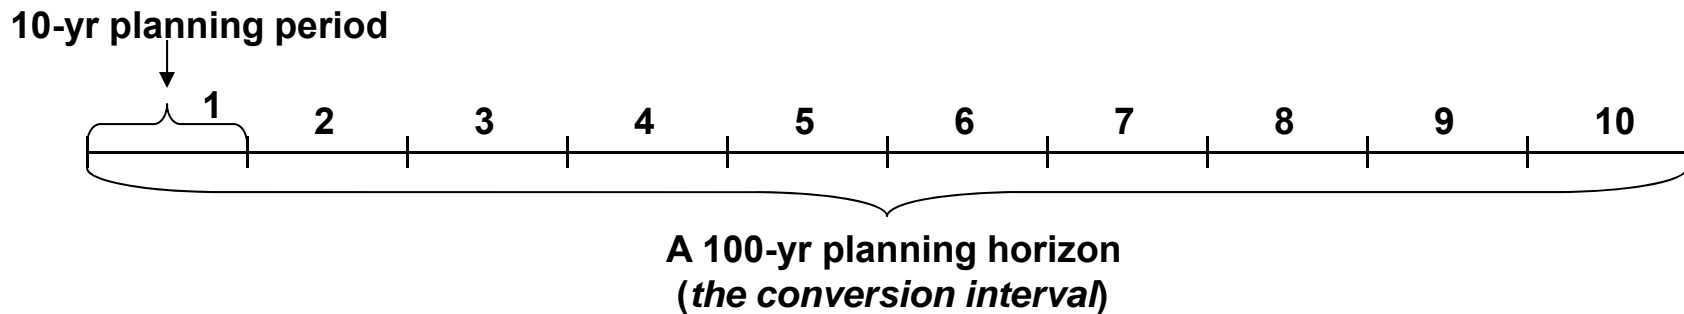 10-yr planning period
1 2 3 4 5 6 7 8 9 10
A 100-yr planning horizon
(the conversion interval)